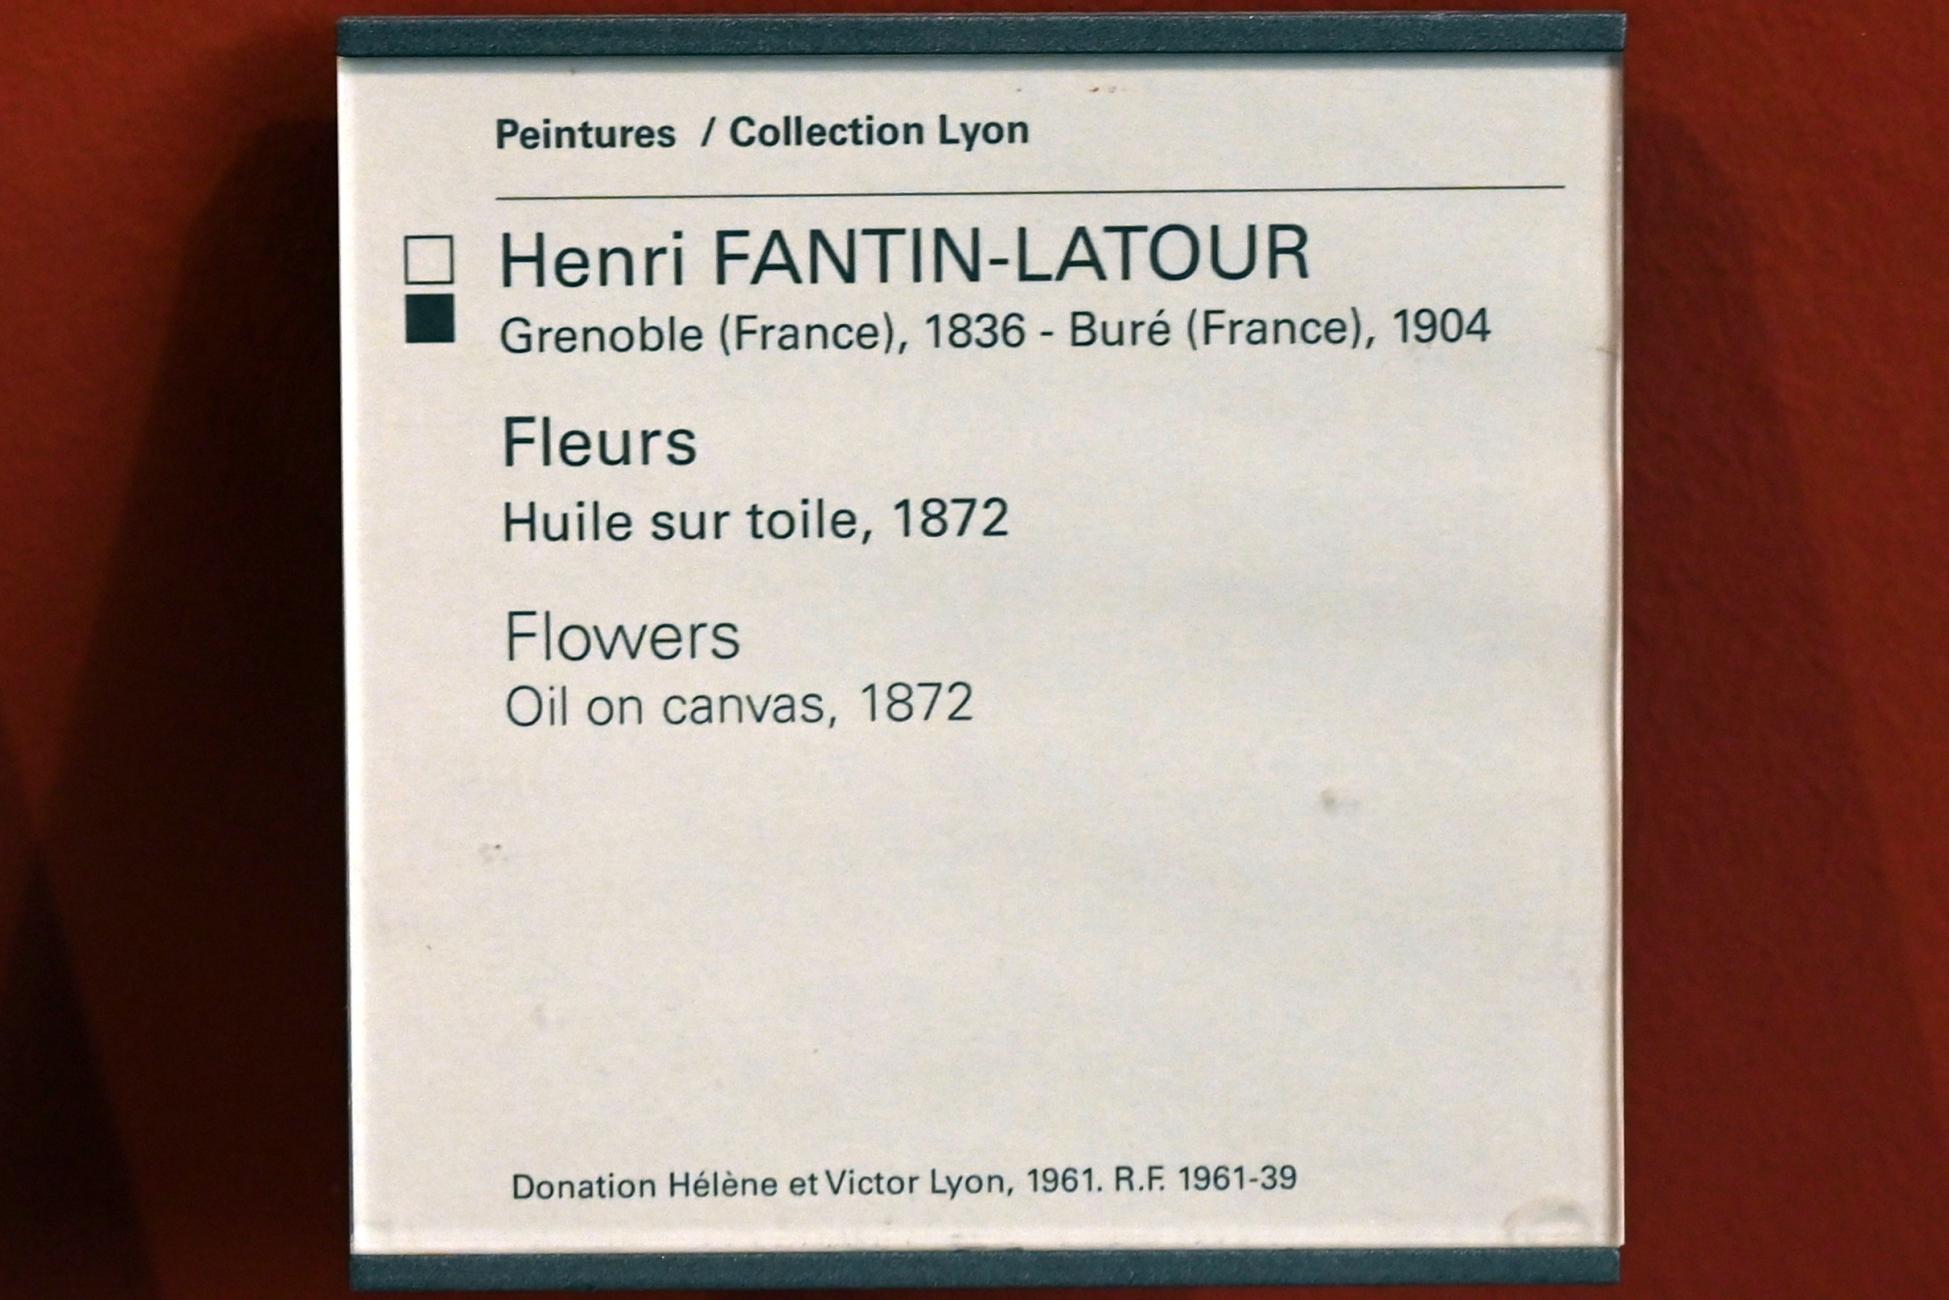 Peintures / Collection Lyon
Henri FANTIN-LATOUR
Grenoble (France), 1836 - Buré (France), 1904
Fleurs
Huile sur toile, 1872
Flowers
Oil on canvas, 1872
Donation Hélène et Victor Lyon, 1961. R.F. 1961-39